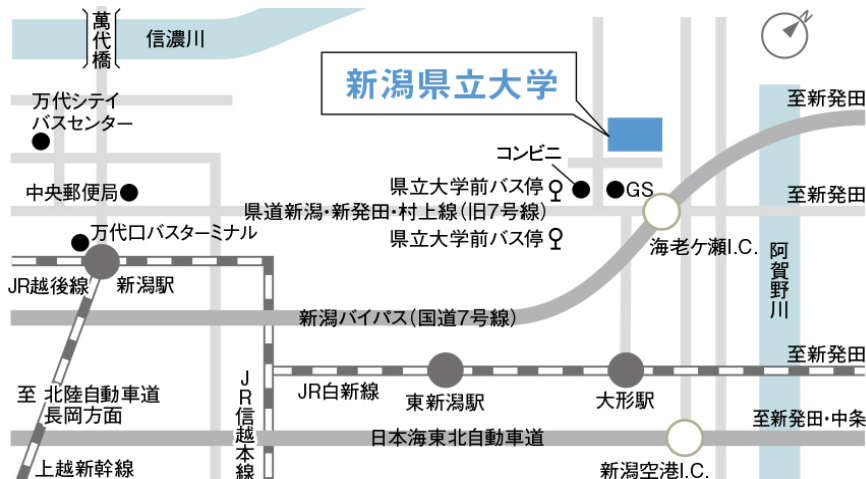 萬代橋
信濃川
N
新潟県立大学
至新発田
万代シテイ
バスセンター
コンビニ
中央郵便局
県立大学前バス停
GS
至新発田
県道新潟・新発田・村上線(旧7号線)
万代口バスターミナル
県立大学前バス停
海老ケ瀬I.C.
阿賀野川
JR越後線
新潟駅
新潟バイパス(国道7号線)
至新発田
JR白新線
東新潟駅
大形駅
至 北陸自動車道
長岡方面
JR信越本線
至新発田・中条
日本海東北自動車道
上越新幹線
新潟空港I.C.